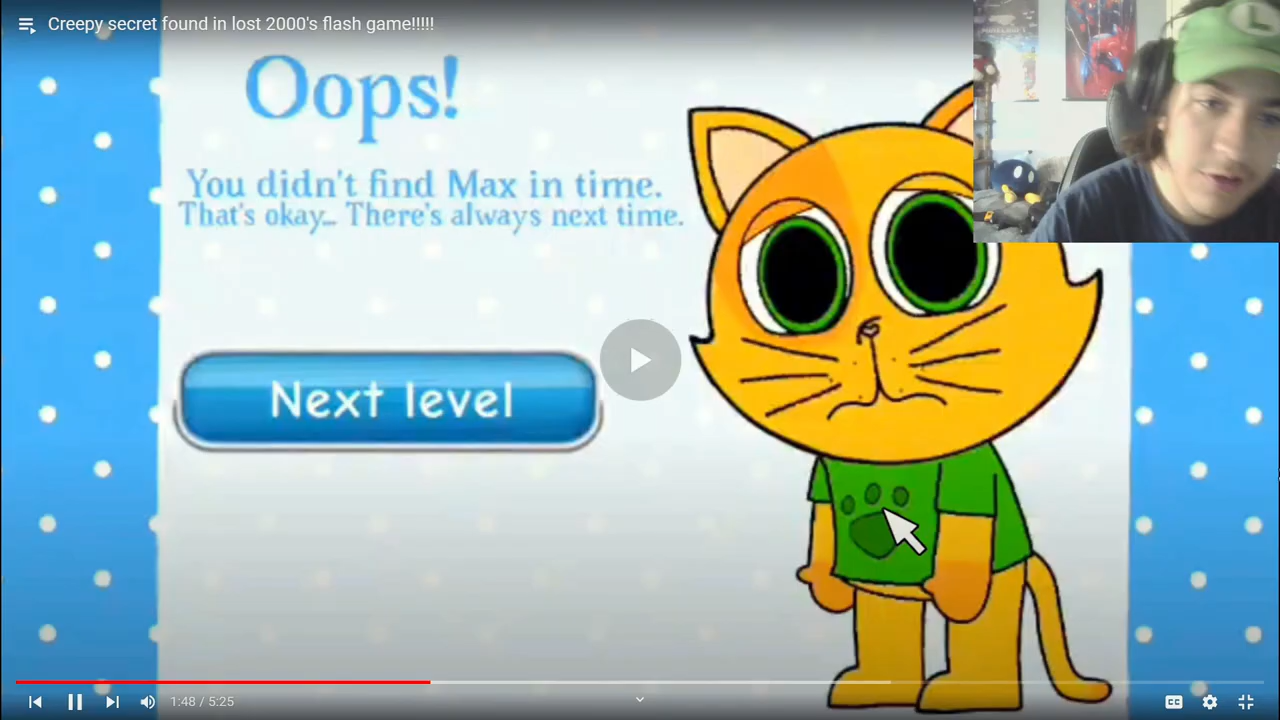 Creepy secret found in lost 2000's flash game!!!!!
Oops!
You didn't find Max in time.
That's okay... There's always next time.
Next level
1:48 / 5:25
CC